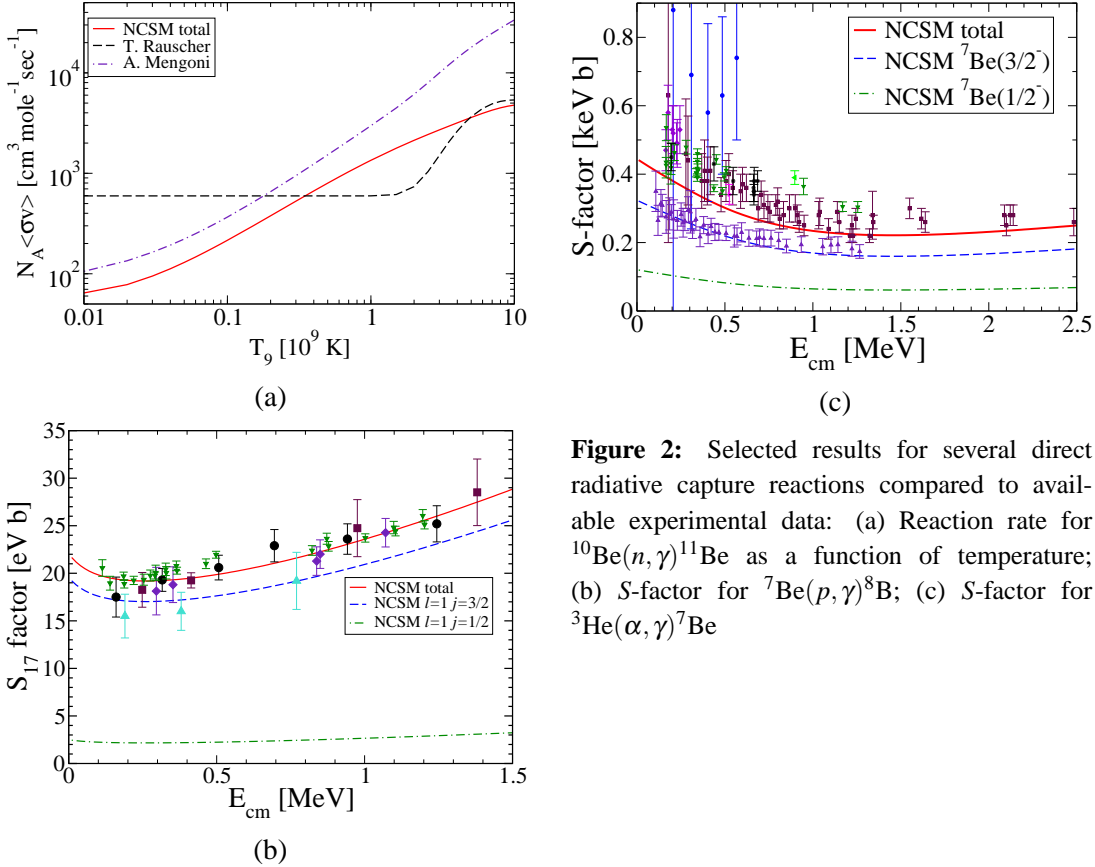 10^4
10^3
10^2
N_A<σv> [cm^3 mole^-1 sec^-1]
NCSM total
T. Rauscher
A. Mengoni
0.01
0.1
1
10
T_9 [10^9 K]
(a)
0.8
0.6
0.4
0.2
0
S-factor [keV b]
NCSM total
NCSM ^7Be(3/2^-)
NCSM ^7Be(1/2^-)
0
0.5
1
1.5
2
2.5
E_cm [MeV]
(c)
35
30
25
20
15
10
5
0
S_17 factor [eV b]
NCSM total
NCSM l=1 j=3/2
NCSM l=1 j=1/2
0
0.5
1
1.5
E_cm [MeV]
(b)
Figure 2: Selected results for several direct
radiative capture reactions compared to avail-
able experimental data: (a) Reaction rate for
^10Be(n,γ)^11Be as a function of temperature;
(b) S-factor for ^7Be(p,γ)^8B; (c) S-factor for
^3He(α,γ)^7Be